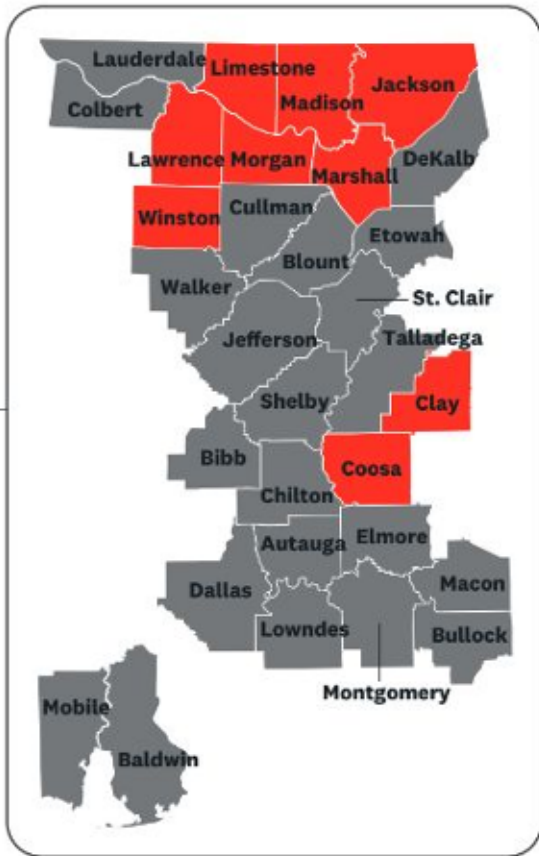 Lauderdale
Limestone
Jackson
Colbert
Madison
Lawrence
Morgan
DeKalb
Marshall
Winston
Cullman
Etowah
Blount
Walker
St. Clair
Jefferson
Talladega
Shelby
Clay
Bibb
Coosa
Chilton
Elmore
Autauga
Macon
Dallas
Lowndes
Bullock
Montgomery
Mobile
Baldwin